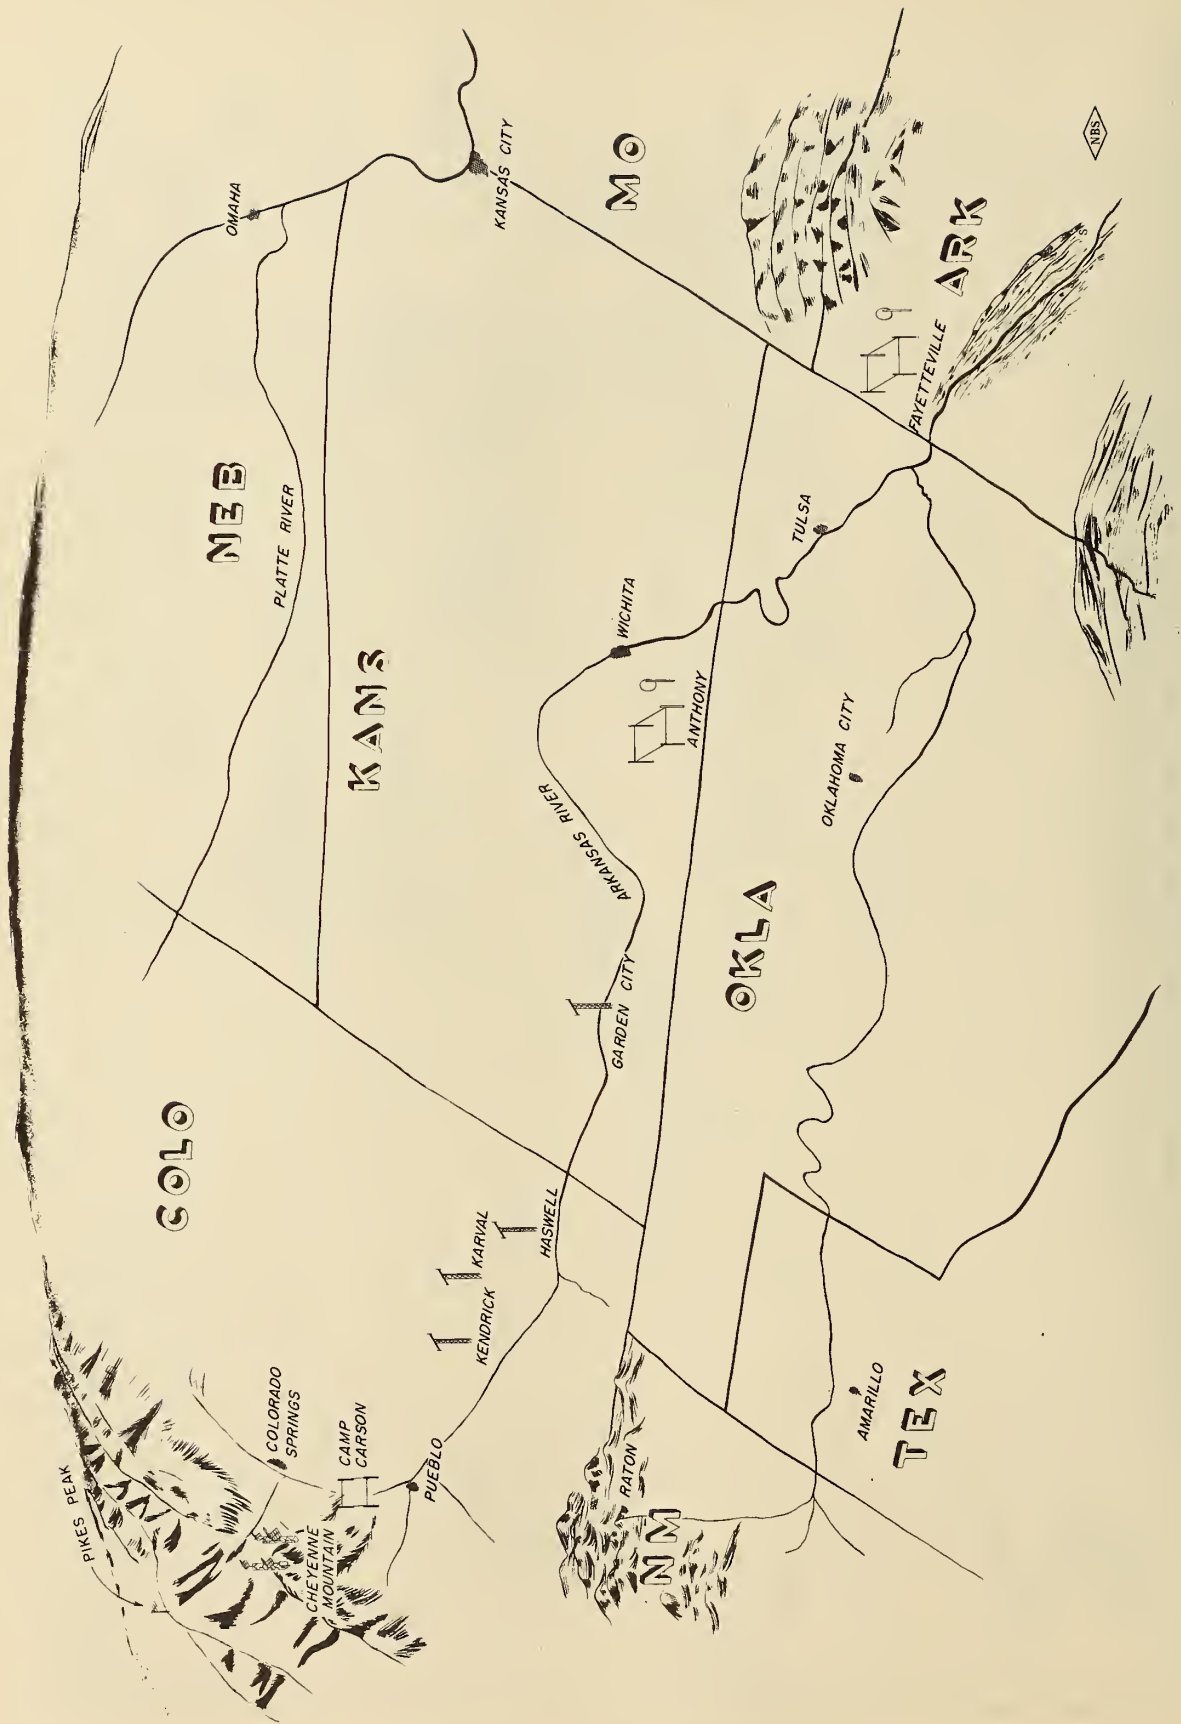 PIKES PEAK
COLORADO
SPRINGS
CHEYENNE
MOUNTAIN
CAMP
CARSON
PUEBLO
KENDRICK
KARVAL
HASWELL
COLO
NEB
PLATTE RIVER
OMAHA
KANS
KANSAS CITY
GARDEN CITY
ARKANSAS RIVER
WICHITA
ANTHONY
MO
RATON
NM
OKLA
OKLAHOMA CITY
TULSA
FAYETTEVILLE
ARK
AMARILLO
TEX
NBS